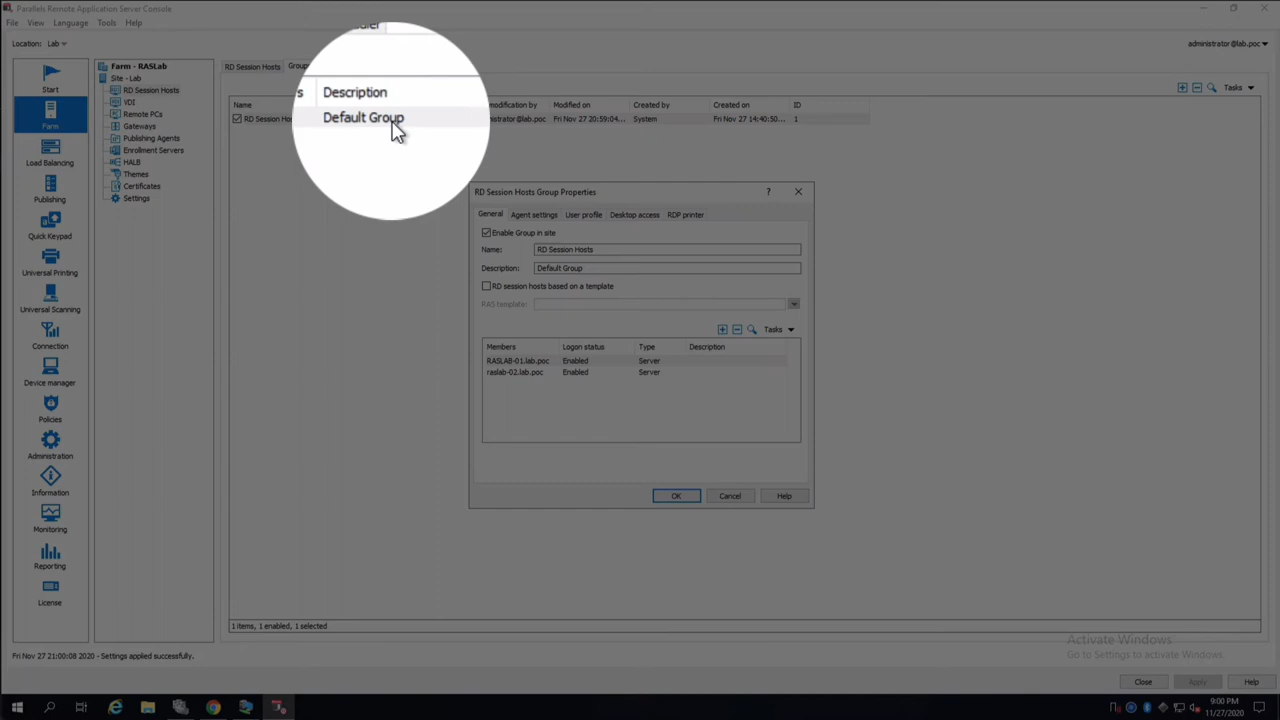 Parallels Remote Application Server Console
File View Language Tools Help
Location: Lab
administrator@lab.poc
Start
Farm
Load Balancing
Publishing
Quick Keypad
Universal Printing
Universal Scanning
Connection
Device manager
Policies
Administration
Information
Monitoring
Reporting
License
Farm - RASLab
Site - Lab
RD Session Hosts
VDI
Remote PCs
Gateways
Publishing Agents
Enrollment Servers
HALB
Themes
Certificates
Settings
RD Session Hosts
Tasks
Name
Description
modification by
Modified on
Created by
Created on
ID
Default Group
Fri Nov 27 20:59:04...
System
Fri Nov 27 14:40:50...
1
RD Session Hosts Group Properties
?
General Agent settings User profile Desktop access RDP printer
Enable Group in site
Name: RD Session Hosts
Description: Default Group
RD session hosts based on a template
RAS template:
Tasks
Members Logon status Type Description
RASLAB-01.lab.poc Enabled Server
raslab-02.lab.poc Enabled Server
OK Cancel Help
1 items, 1 enabled, 1 selected
Activate Windows
Go to Settings to activate Windows.
Fri Nov 27 21:00:08 2020 - Settings applied successfully.
Close Apply Help
9:00 PM
11/27/2020